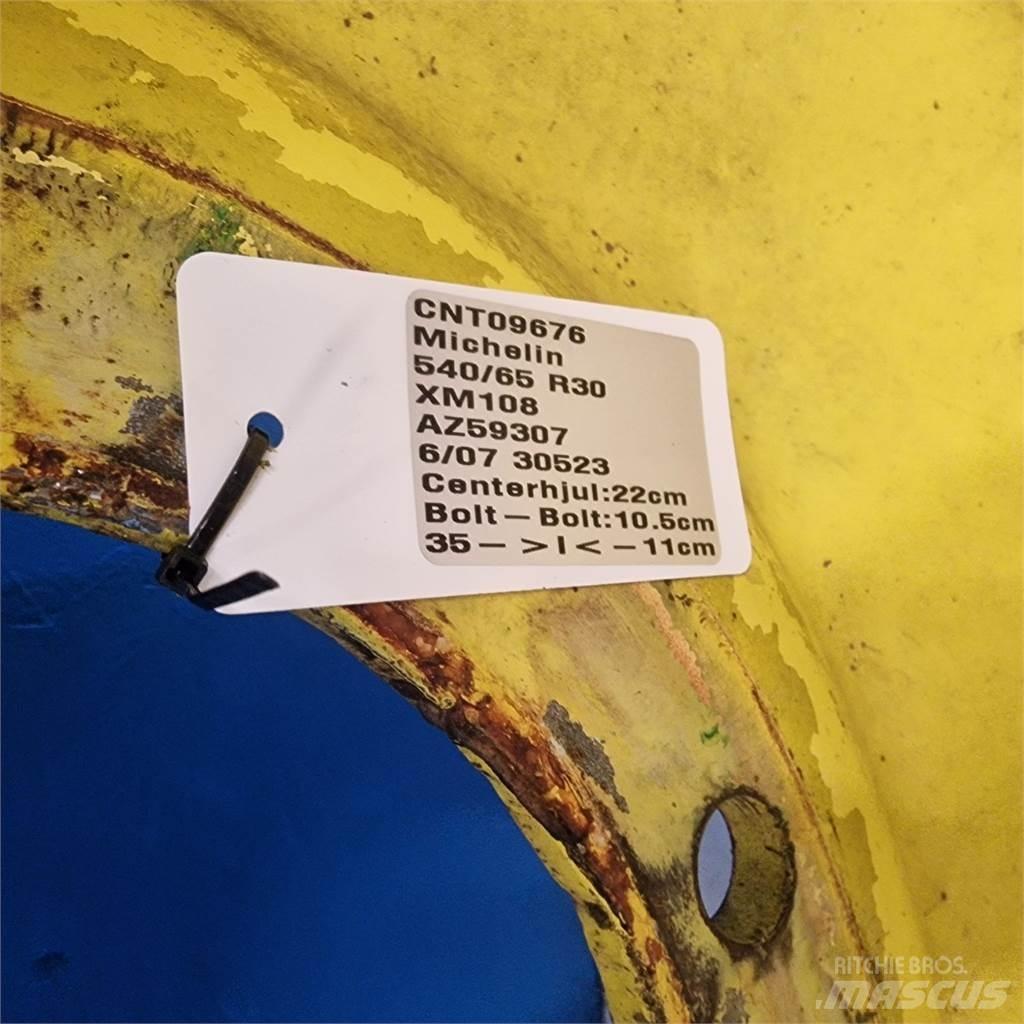 CNT09676
Michelin
540/65 R30
XM108
AZ59307
6/07 30523
Centerhjul:22cm
Bolt–Bolt:10.5cm
35–>I<–11cm
RITCHIE BROS.
MASCUS